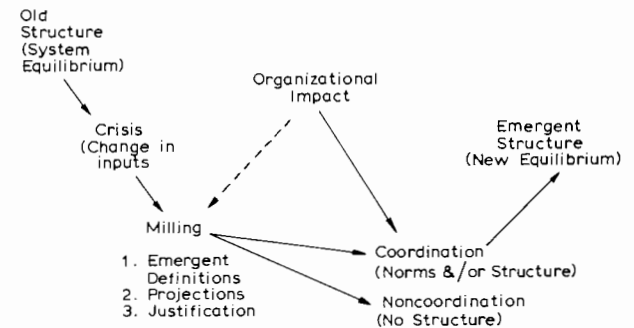 Old
Structure
(System
Equilibrium)
Organizational
Impact
Crisis
(Change in
inputs
Emergent
Structure
(New Equilibrium)
Milling
1. Emergent
Definitions
2. Projections
3. Justification
Coordination
(Norms &/or Structure)
Noncoordination
(No Structure)